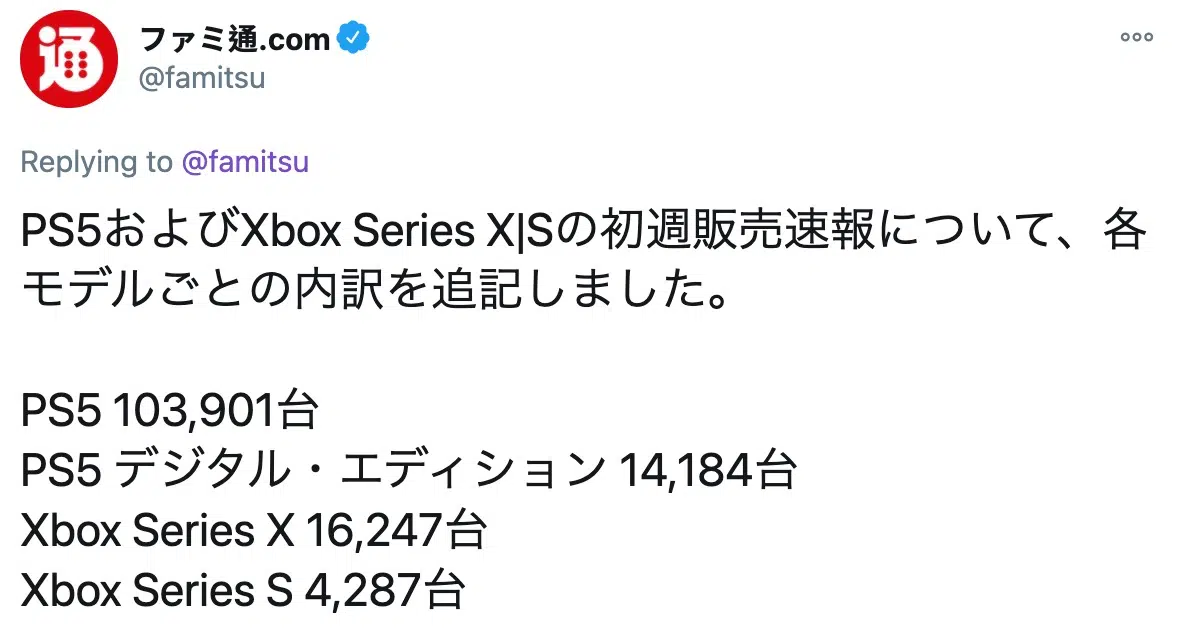 通
ファミ通.com
@famitsu
Replying to @famitsu
PS5およびXbox Series X|Sの初週販売速報について、各
モデルごとの内訳を追記しました。
PS5 103,901台
PS5 デジタル・エディション 14,184台
Xbox Series X 16,247台
Xbox Series S 4,287台